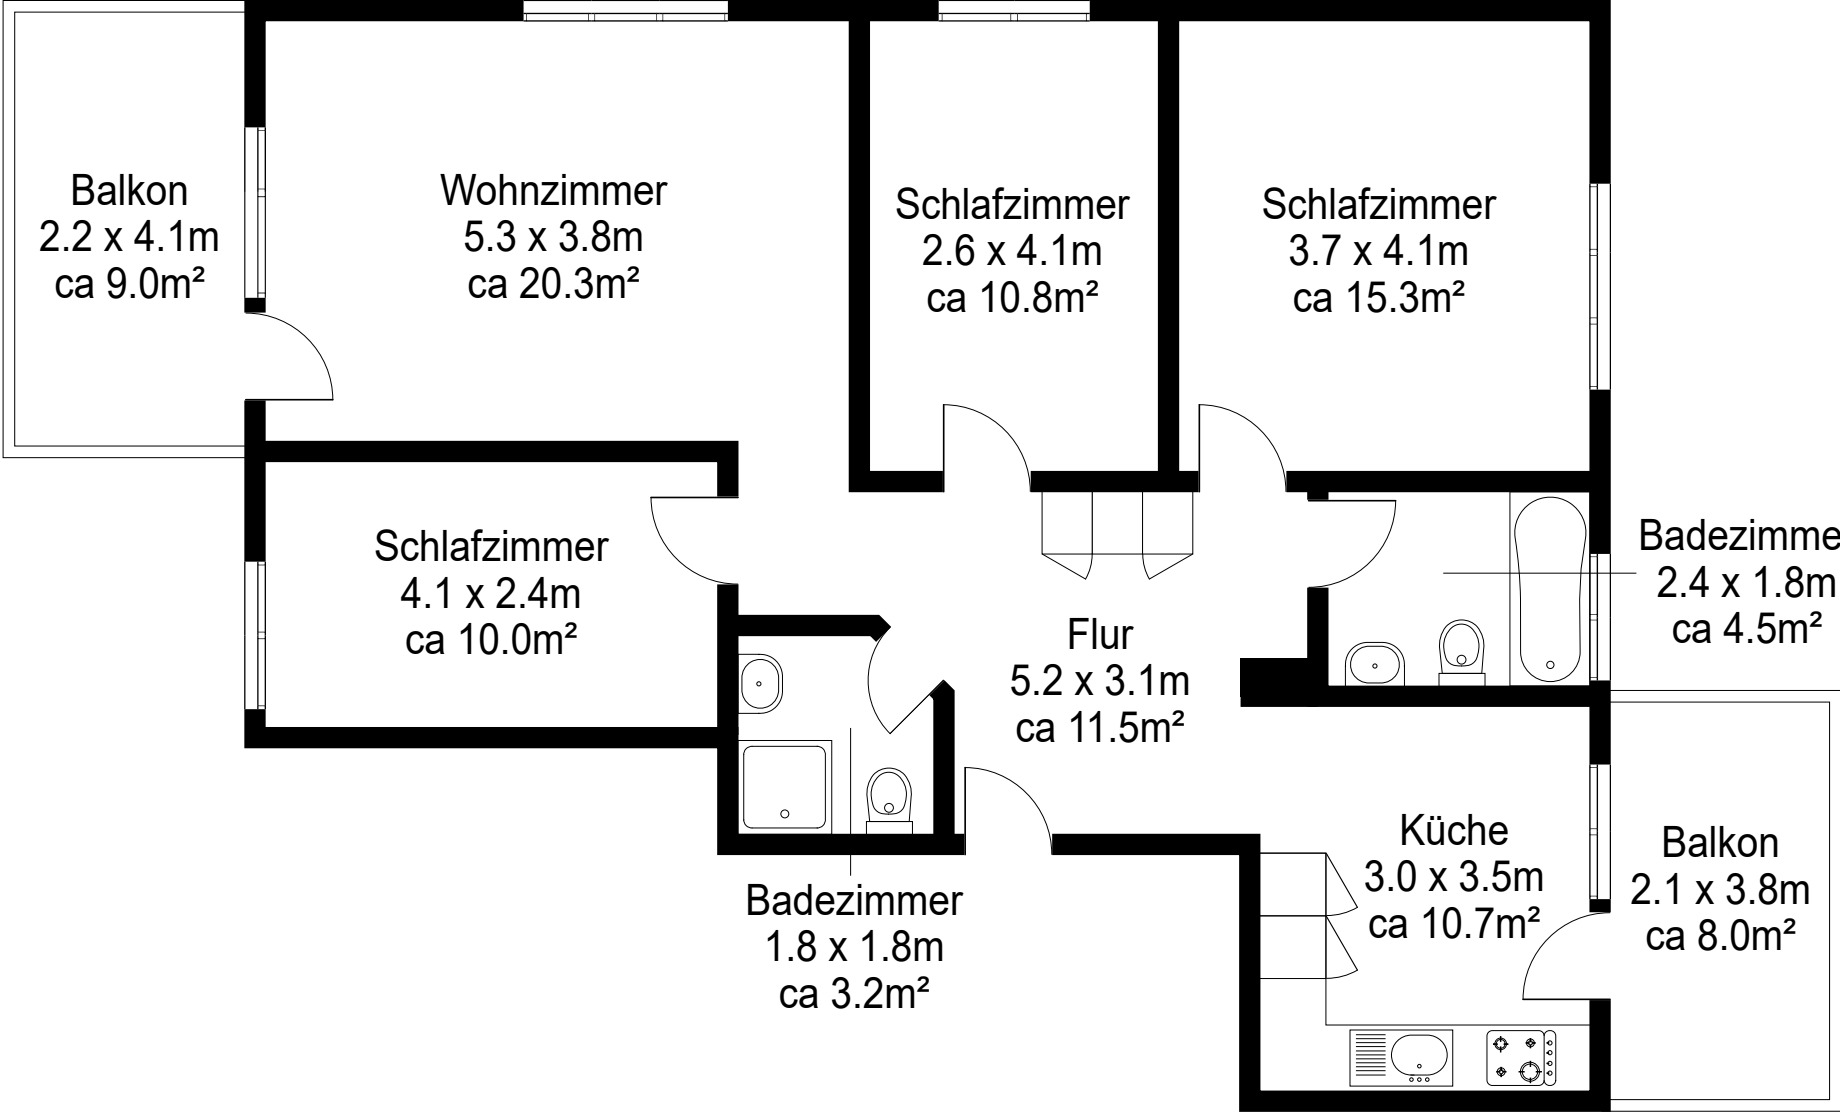 Balkon
2.2 x 4.1m
ca 9.0m²
Wohnzimmer
5.3 x 3.8m
ca 20.3m²
Schlafzimmer
2.6 x 4.1m
ca 10.8m²
Schlafzimmer
3.7 x 4.1m
ca 15.3m²
Schlafzimmer
4.1 x 2.4m
ca 10.0m²
Flur
5.2 x 3.1m
ca 11.5m²
Badezimme
2.4 x 1.8m
ca 4.5m²
Badezimmer
1.8 x 1.8m
ca 3.2m²
Küche
3.0 x 3.5m
ca 10.7m²
Balkon
2.1 x 3.8m
ca 8.0m²